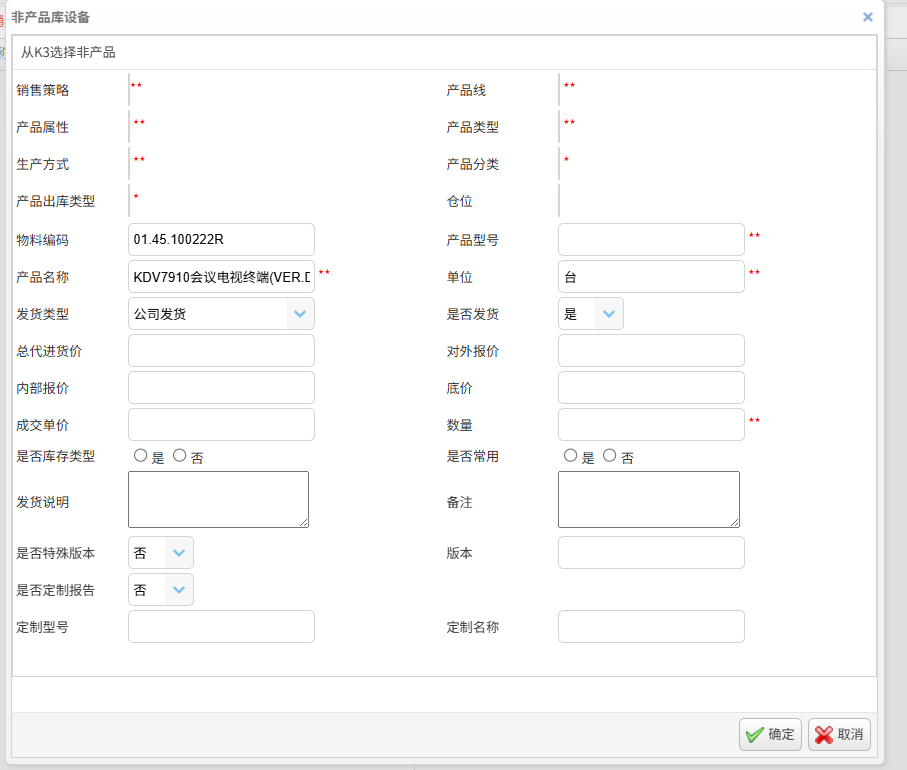 非产品库设备
从K3选择非产品
销售策略 ** 产品线 **
产品属性 ** 产品类型 **
生产方式 ** 产品分类 *
产品出库类型 * 仓位
物料编码 01.45.100222R 产品型号 **
产品名称 KDV7910会议电视终端(VER.D ** 单位 台 **
发货类型 公司发货 是否发货 是
总代进货价 对外报价
内部报价 底价
成交单价 数量 **
是否库存类型 是 否 是否常用 是 否
发货说明 备注
是否特殊版本 否 版本
是否定制报告 否
定制型号 定制名称
确定 取消